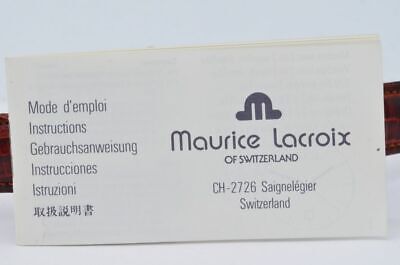 Mode d'emploi
Instructions
Gebrauchsanweisung
Instrucciones
Istruzioni
取扱説明書
Maurice Lacroix
OF SWITZERLAND
CH-2726 Saignelégier
Switzerland